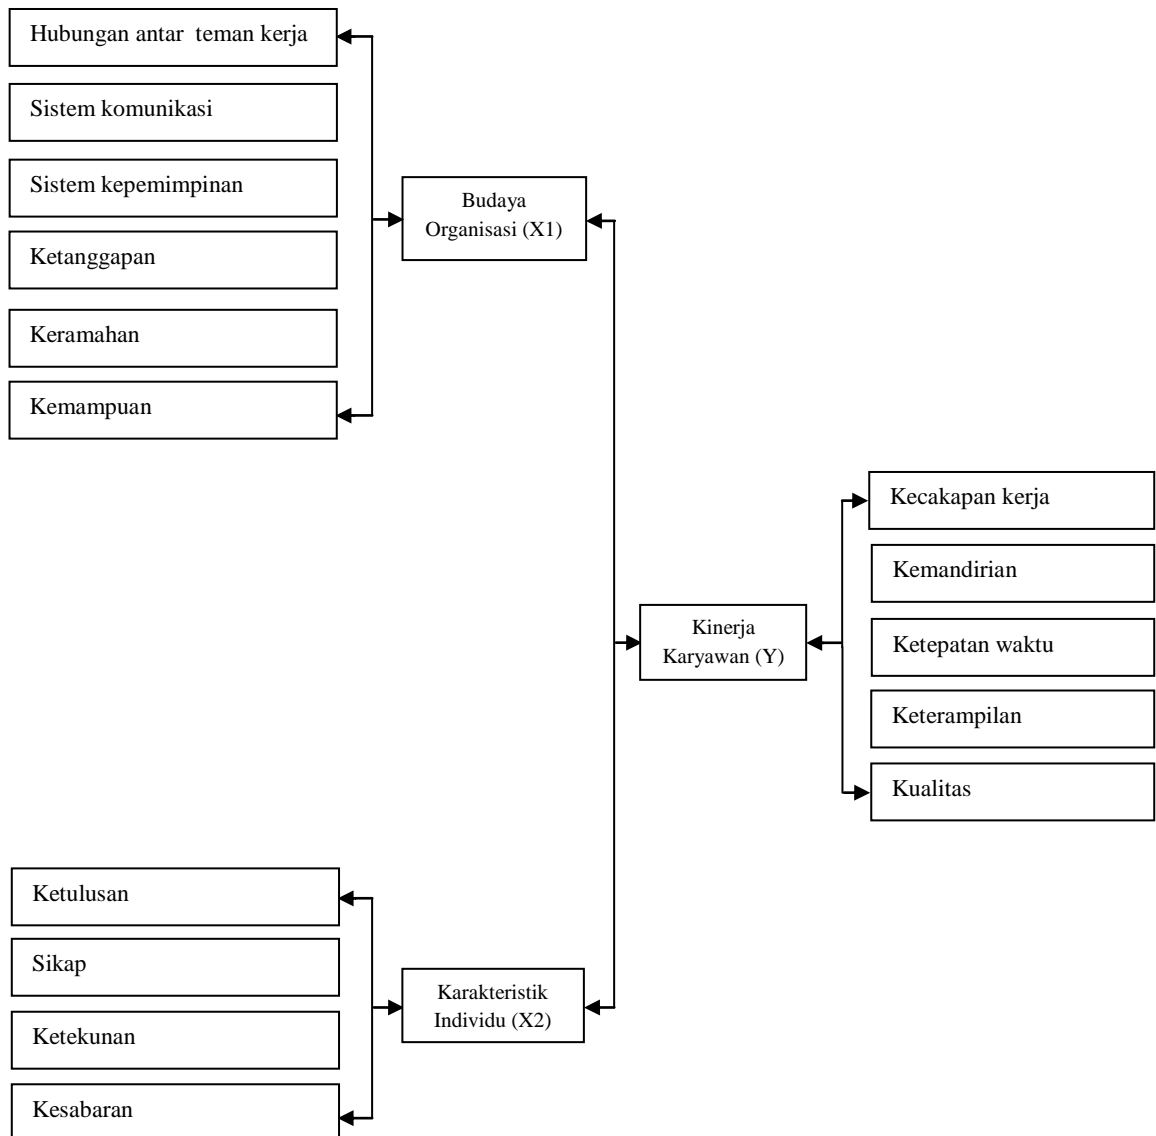 Hubungan antar teman kerja
Sistem komunikasi
Sistem kepemimpinan
Ketanggapan
Keramahan
Kemampuan
Budaya
Organisasi (X1)
Kinerja
Karyawan (Y)
Kecakapan kerja
Kemandirian
Ketepatan waktu
Keterampilan
Kualitas
Ketulusan
Sikap
Ketekunan
Kesabaran
Karakteristik
Individu (X2)